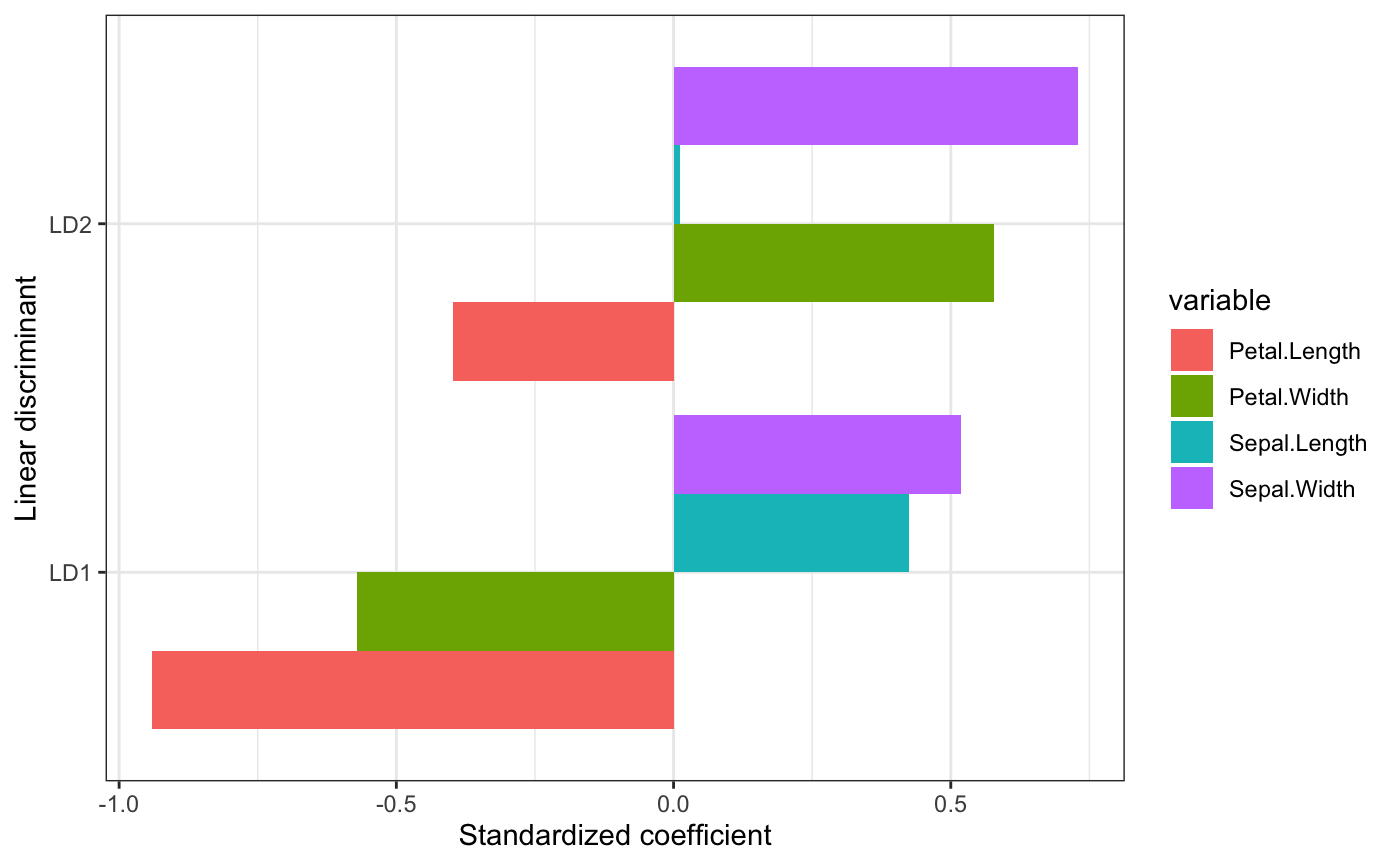 Linear discriminant
LD2
LD1
-1.0
-0.5
0.0
0.5
Standardized coefficient
variable
Petal.Length
Petal.Width
Sepal.Length
Sepal.Width